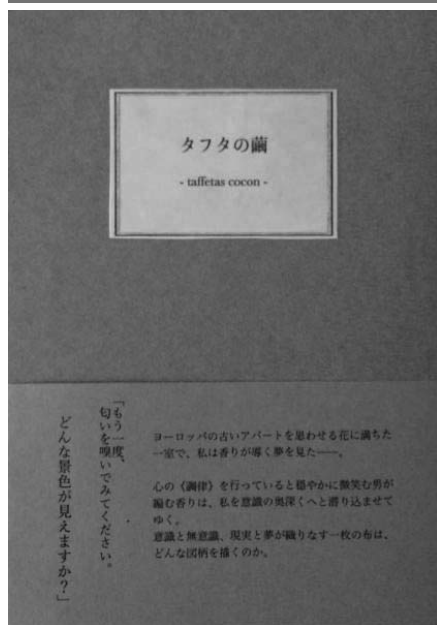 タフタの繭
- taffetas cocon -
「もう一度、
匂いを嗅いでみてください。
どんな景色が見えますか？」
ヨーロッパの古いアパートを思わせる花に満ちた
一室で、私は香りが導く夢を見た――。
心の《調律》を行っていると穏やかに微笑む男が
編む香りは、私を意識の奥深くへと潜り込ませて
ゆく。
意識と無意識、現実と夢が織りなす一枚の布は、
どんな図柄を描くのか。